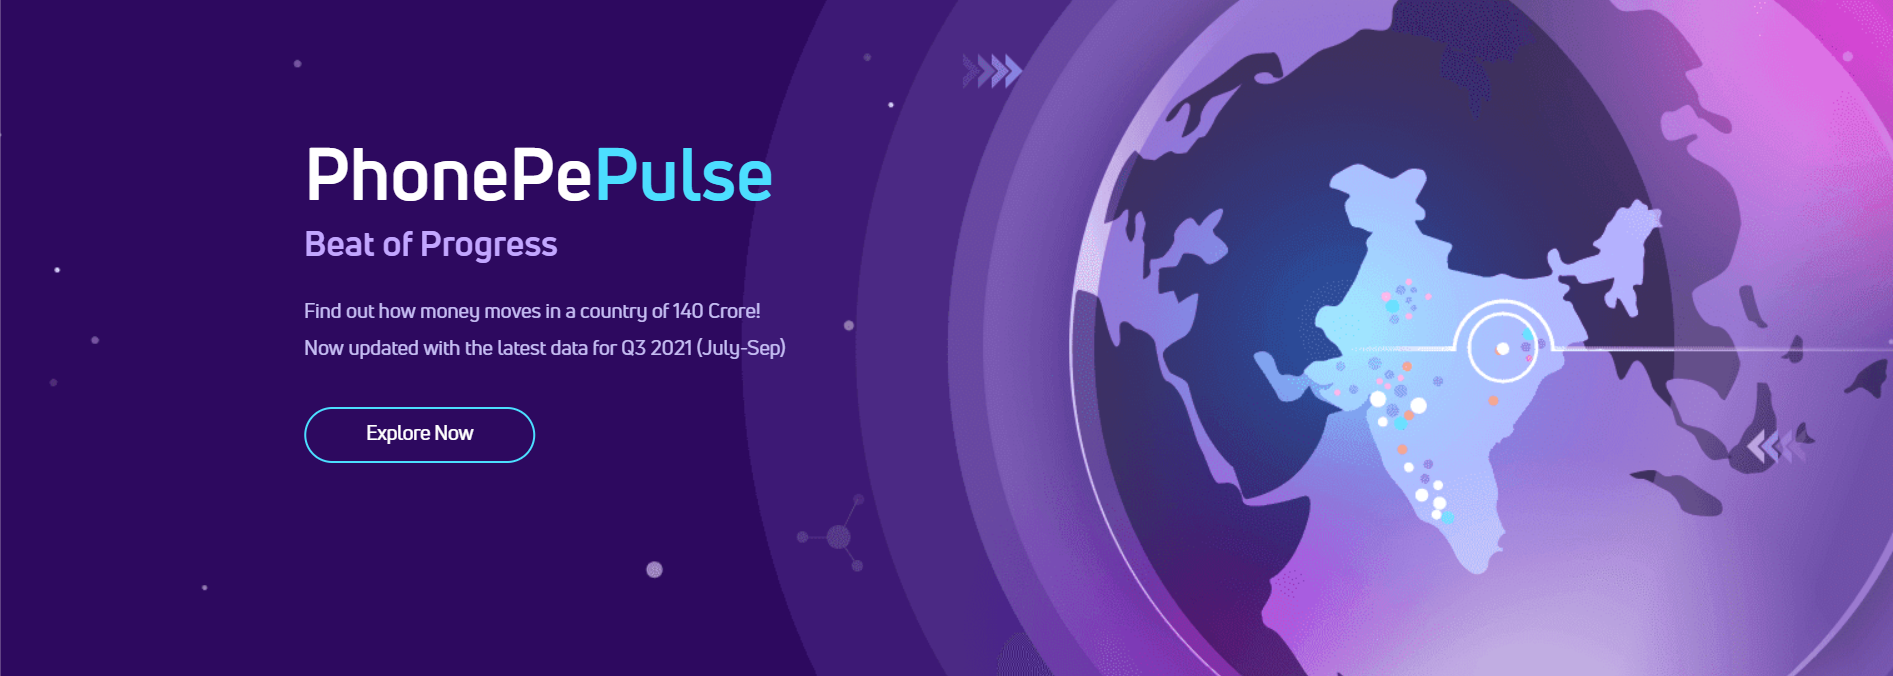 PhonePePulse
Beat of Progress
Find out how money moves in a country of 140 Crore!
Now updated with the latest data for Q3 2021 (July-Sep)
Explore Now